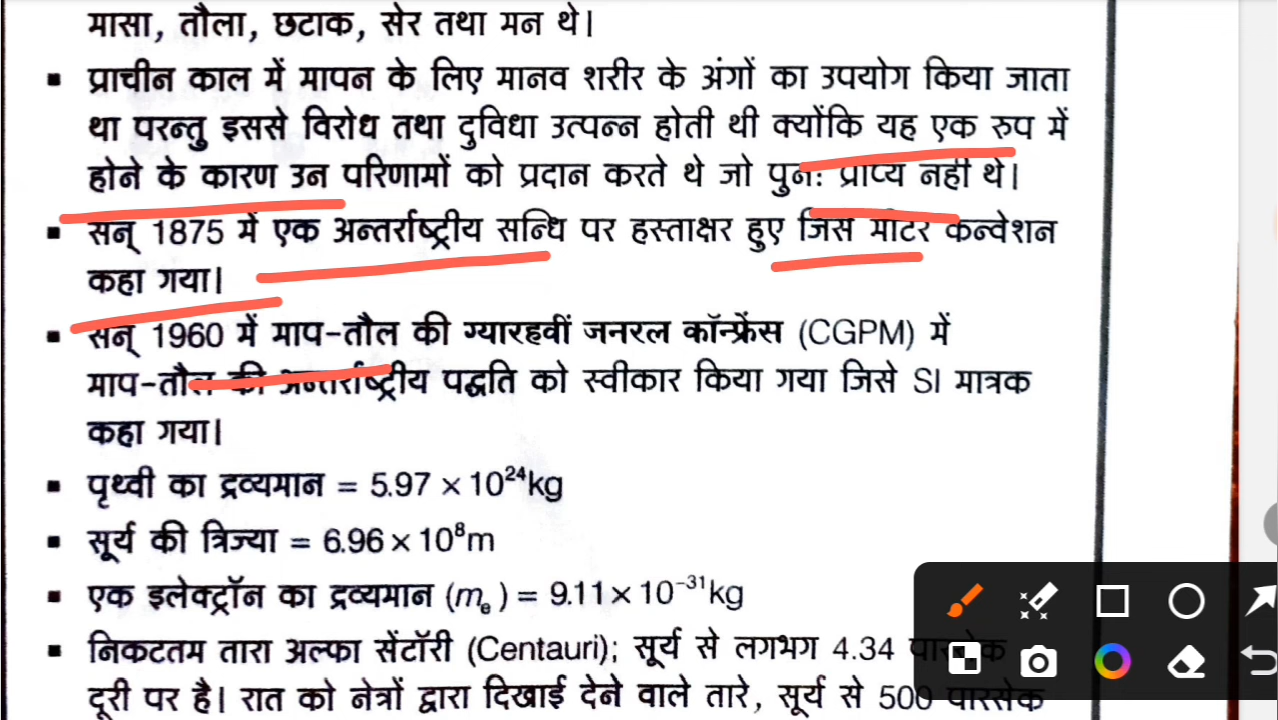 मासा, तौला, छटाक, सेर तथा मन थे।
▪ प्राचीन काल में मापन के लिए मानव शरीर के अंगों का उपयोग किया जाता
था परन्तु इससे विरोध तथा दुविधा उत्पन्न होती थी क्योंकि यह एक रुप में
होने के कारण उन परिणामों को प्रदान करते थे जो पुनः प्राप्य नही थे।
▪ सन् 1875 में एक अन्तर्राष्ट्रीय सन्धि पर हस्ताक्षर हुए जिस मीटर कन्वेशन
कहा गया।
▪ सन् 1960 में माप-तौल की ग्यारहवीं जनरल कॉन्फ्रेंस (CGPM) में
माप-तौल की अन्तर्राष्ट्रीय पद्धति को स्वीकार किया गया जिसे SI मात्रक
कहा गया।
▪ पृथ्वी का द्रव्यमान = 5.97 × 10²⁴kg
▪ सूर्य की त्रिज्या = 6.96 × 10⁸m
▪ एक इलेक्ट्रॉन का द्रव्यमान (mₑ) = 9.11× 10⁻³¹kg
▪ निकटतम तारा अल्फा सेंटॉरी (Centauri); सूर्य से लगभग 4.34 पारसेक
दूरी पर है। रात को नेत्रों द्वारा दिखाई देने वाले तारे, सूर्य से 500 पारसेक